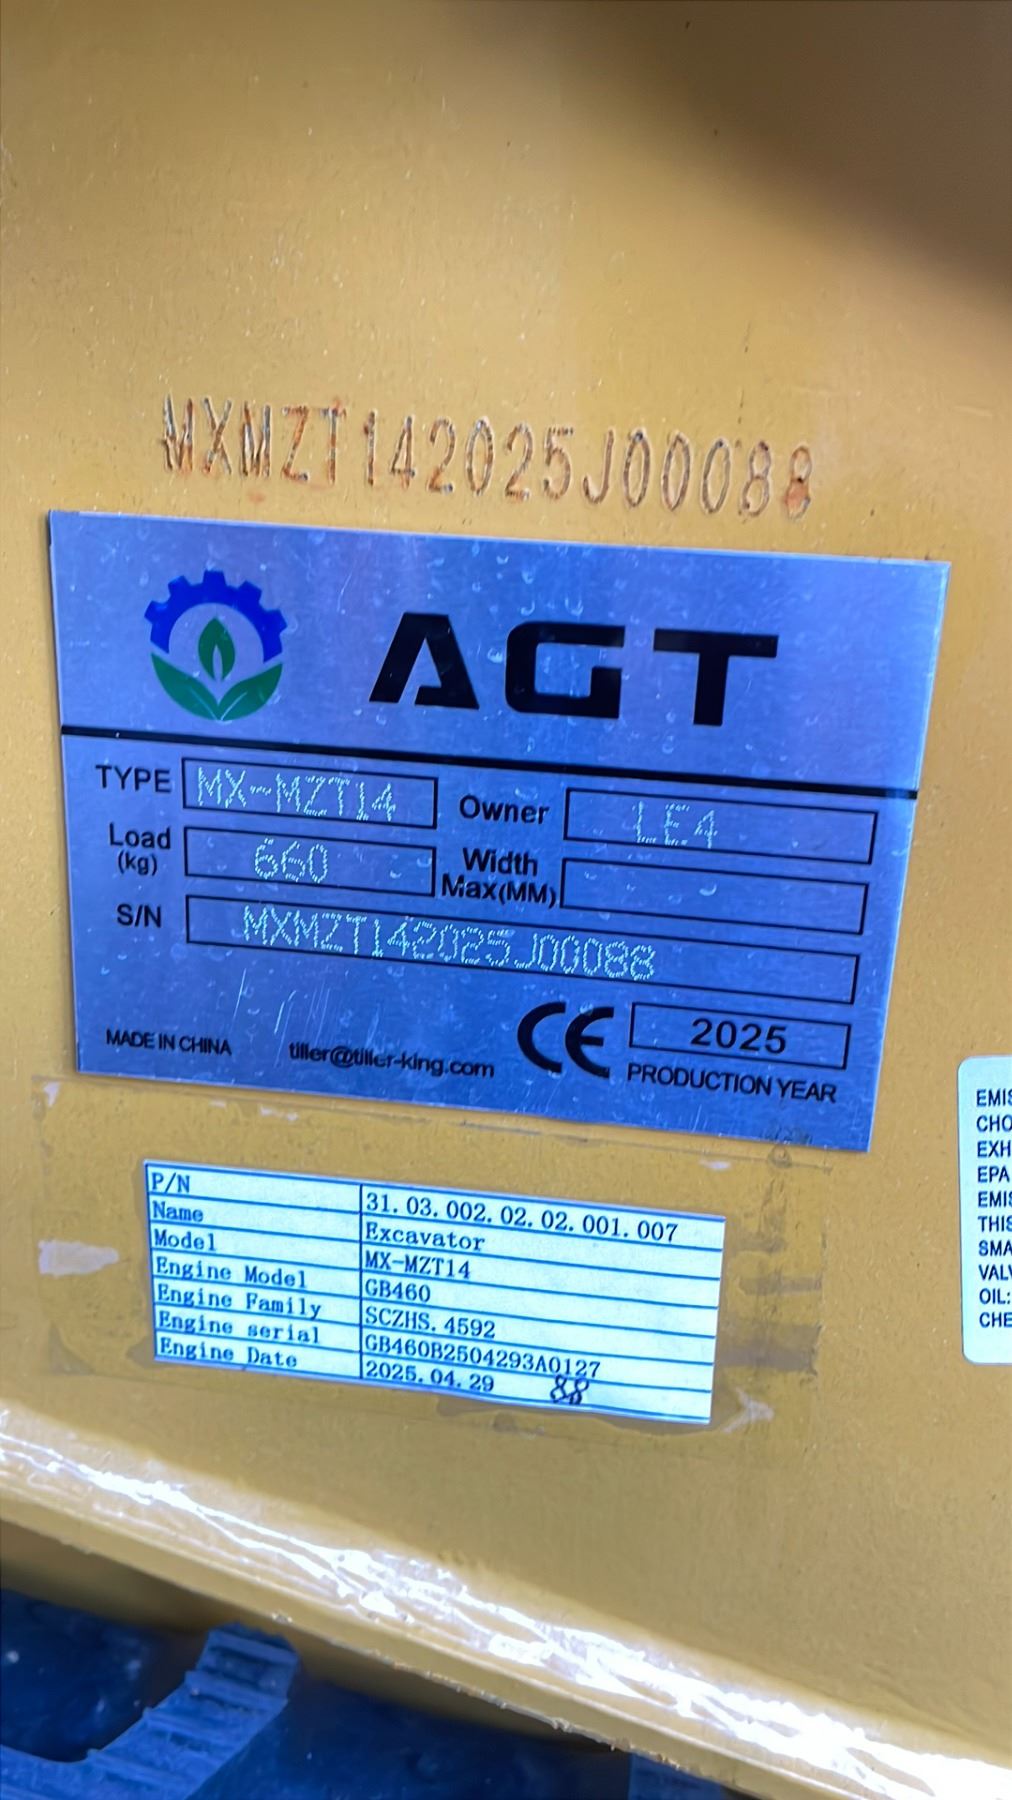 MXMZT142025J00088
AGT
TYPE MX-MZT14 Owner LE4
Load (kg) 660 Width Max(MM)
S/N MXMZT142025J00088
MADE IN CHINA tiller@tiller-king.com CE 2025
PRODUCTION YEAR
P/N 31.03.002.02.02.001.007
Name Excavator
Model MX-MZT14
Engine Model GB460
Engine Family SCZHS.4592
Engine serial GB460B2504293A0127
Engine Date 2025.04.29 88
EMIS
CHO
EXH
EPA
EMIS
THIS
SMA
VALV
OIL:
CHE